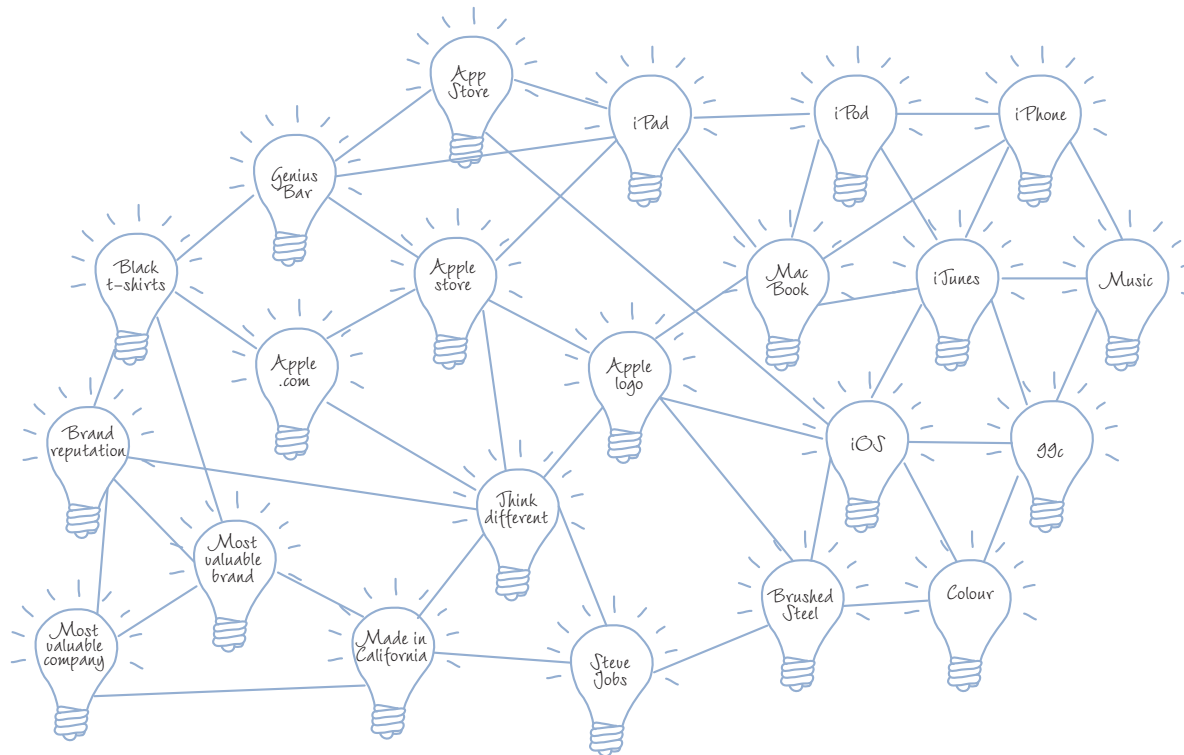 App
Store
iPad
iPod
iPhone
Genius
Bar
Black
t-shirts
Apple
store
Mac
Book
iTunes
Music
Apple
.com
Apple
logo
Brand
reputation
iOS
99c
Think
different
Most
valuable
brand
Brushed
Steel
Colour
Most
valuable
company
Made in
California
Steve
Jobs